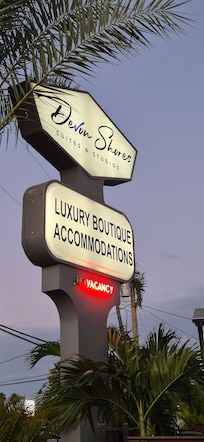 Devon Shores
SUITES & STUDIOS
LUXURY BOUTIQUE
ACCOMMODATIONS
VACANCY